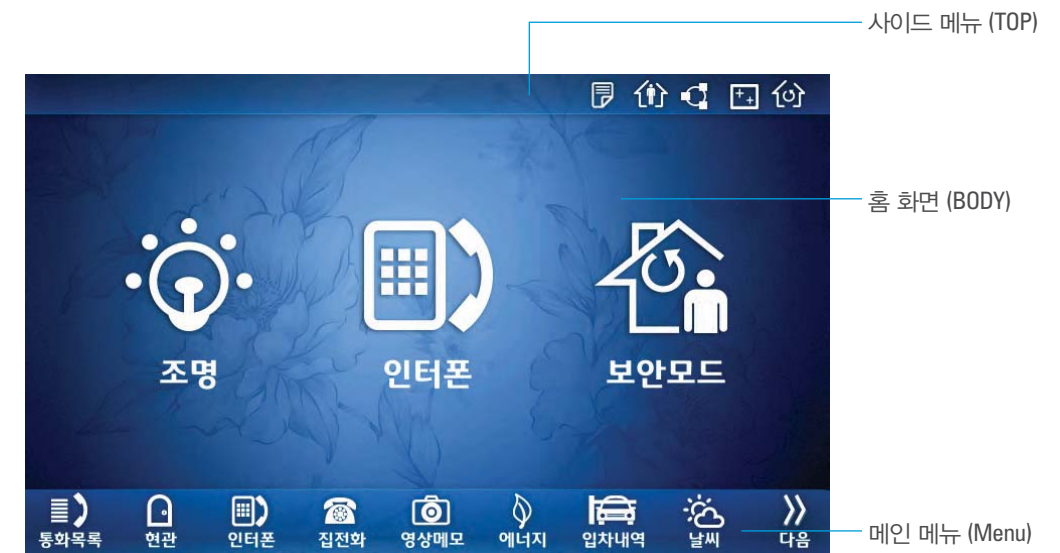 사이드 메뉴 (TOP)
홈 화면 (BODY)
조명 인터폰 보안모드
통화목록 현관 인터폰 집전화 영상메모 에너지 입차내역 날씨 다음
메인 메뉴 (Menu)